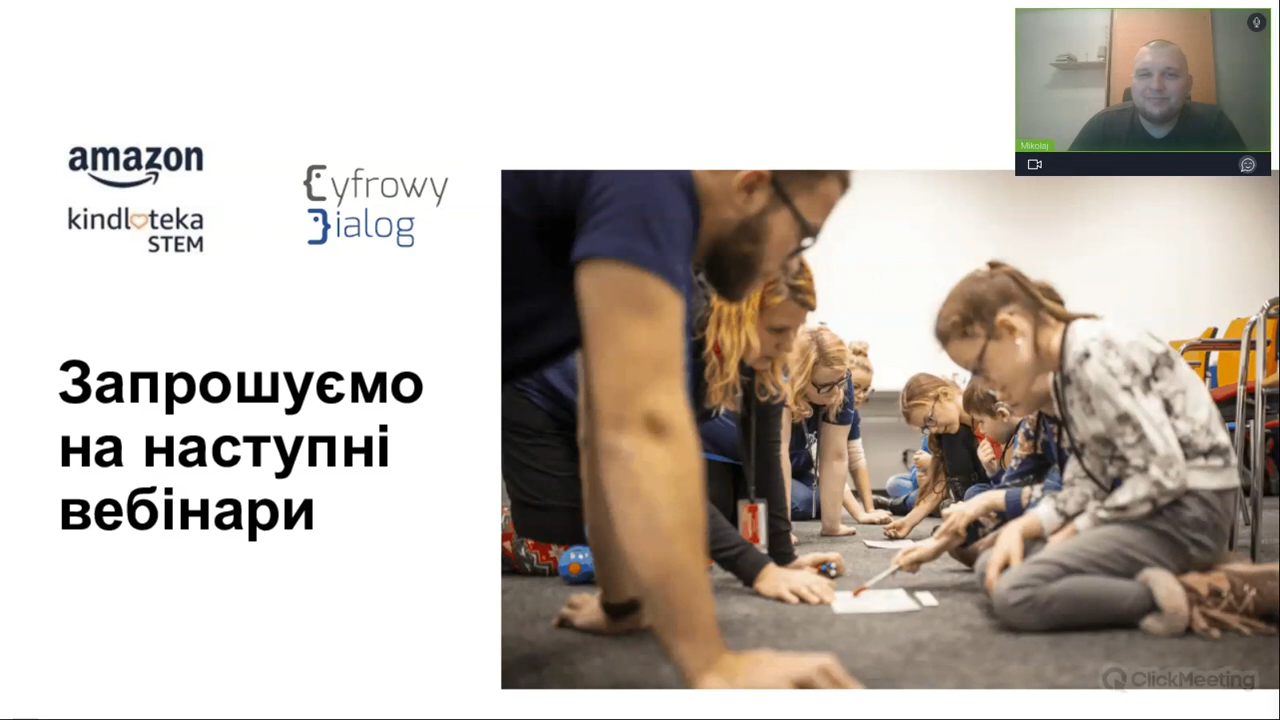 Mikołaj
amazon
kindloteka
STEM
Cyfrowy
Dialog
Запрошуємо
на наступні
вебінари
ClickMeeting